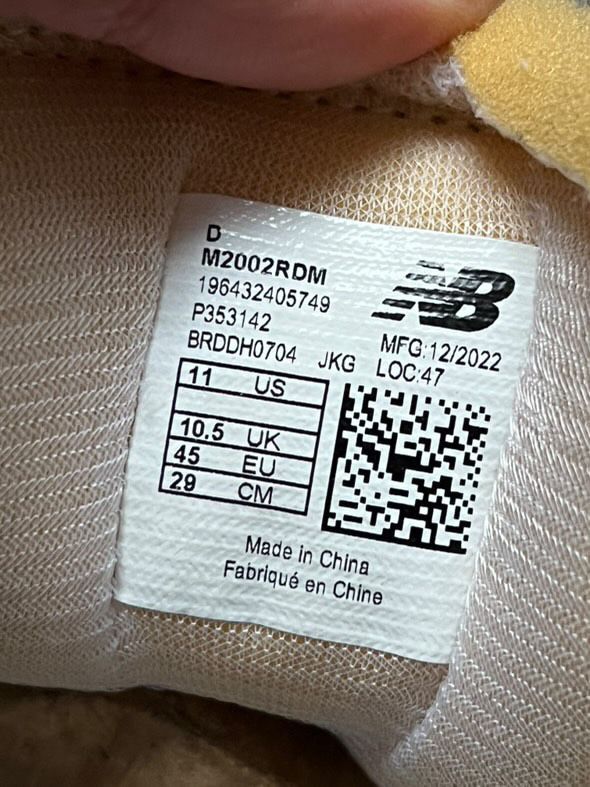 D
M2002RDM
196432405749
P353142
BRDDH0704 JKG
NB
MFG:12/2022
LOC:47
11 US
10.5 UK
45 EU
29 CM
Made in China
Fabriqué en Chine